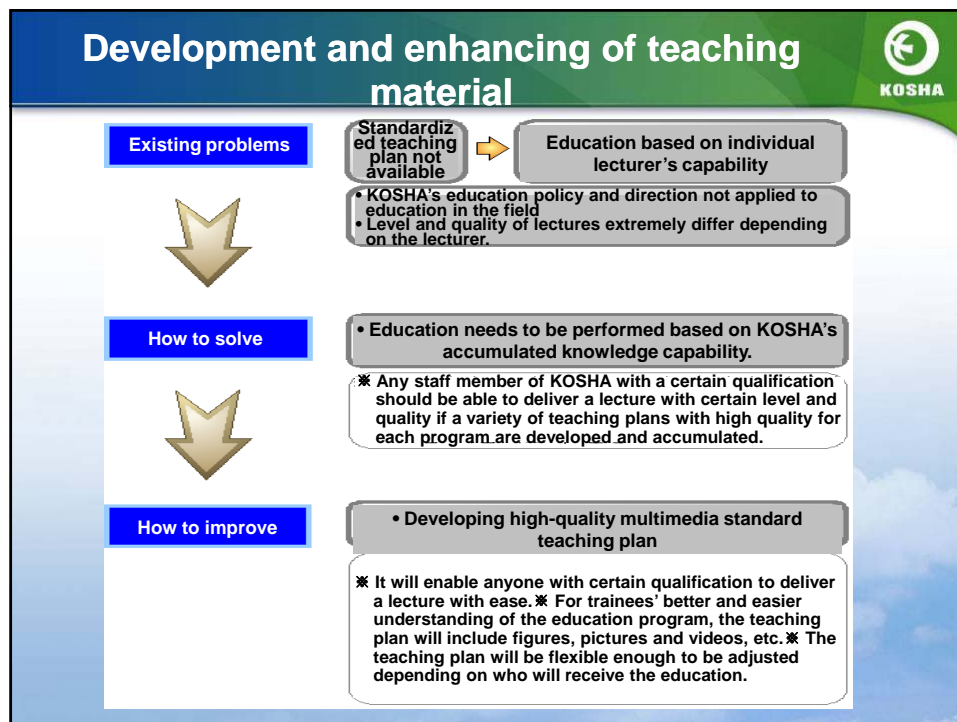 Development and enhancing of teaching
material
KOSHA
Existing problems
Standardiz
ed teaching
plan not
available
Education based on individual
lecturer’s capability
• KOSHA’s education policy and direction not applied to
education in the field
• Level and quality of lectures extremely differ depending
on the lecturer.
How to solve
• Education needs to be performed based on KOSHA’s
accumulated knowledge capability.
※ Any staff member of KOSHA with a certain qualification
should be able to deliver a lecture with certain level and
quality if a variety of teaching plans with high quality for
each program are developed and accumulated.
How to improve
• Developing high-quality multimedia standard
teaching plan
※ It will enable anyone with certain qualification to deliver
a lecture with ease.※ For trainees’ better and easier
understanding of the education program, the teaching
plan will include figures, pictures and videos, etc.※ The
teaching plan will be flexible enough to be adjusted
depending on who will receive the education.